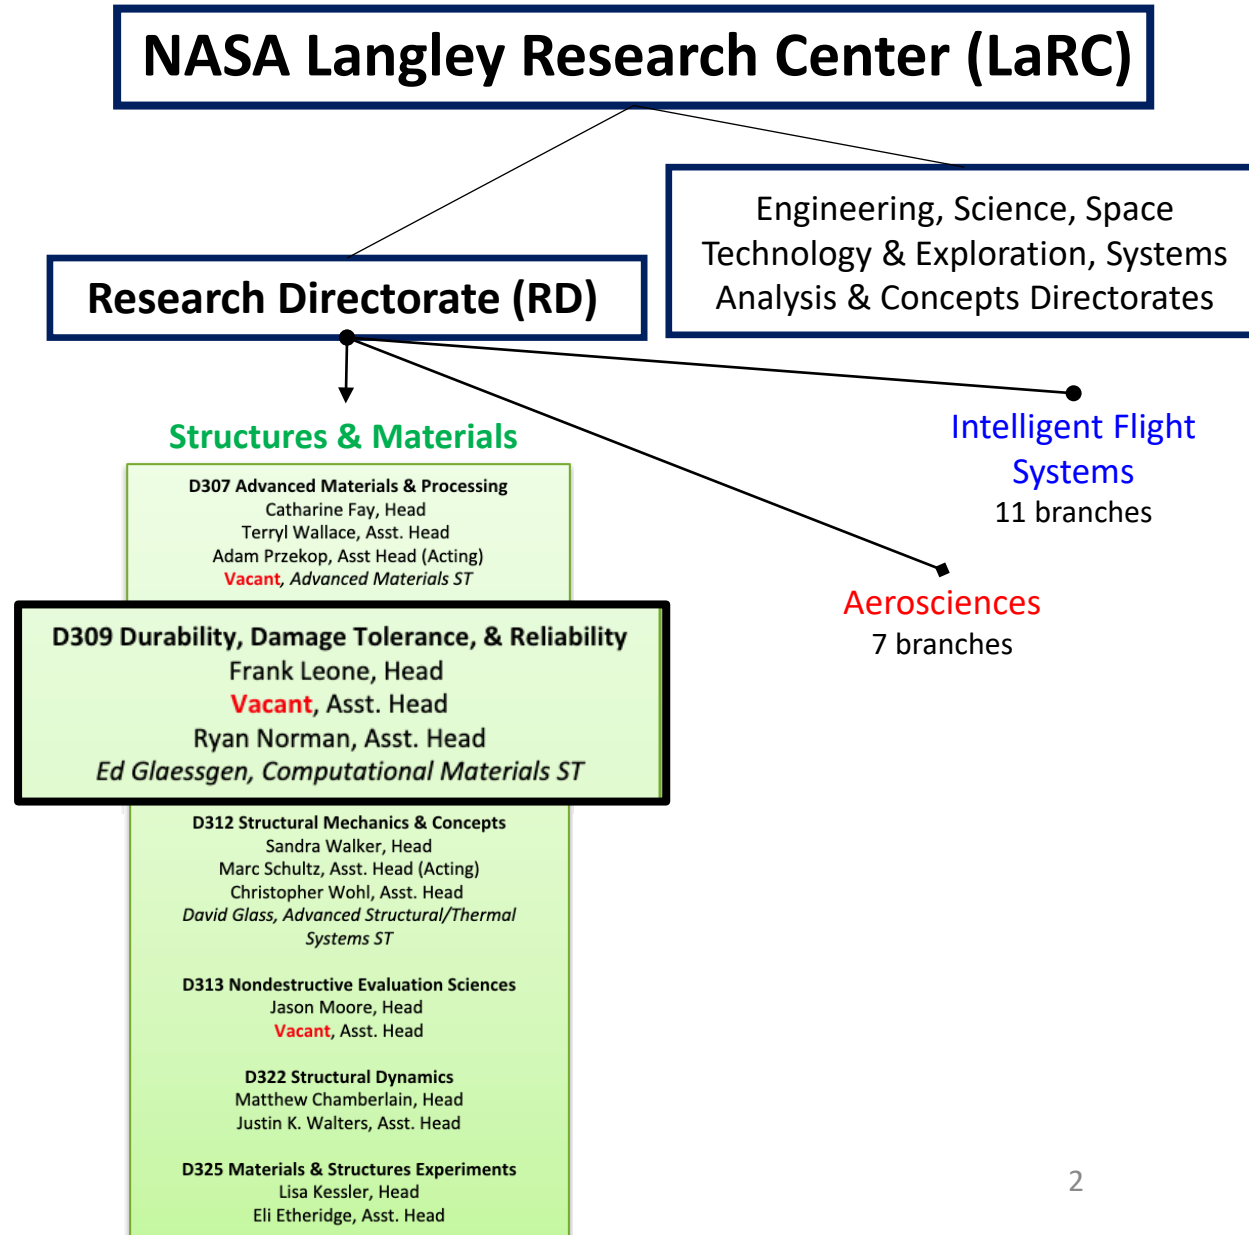 NASA Langley Research Center (LaRC)
Engineering, Science, Space
Technology & Exploration, Systems
Analysis & Concepts Directorates
Research Directorate (RD)
Structures & Materials
D307 Advanced Materials & Processing
Catharine Fay, Head
Terryl Wallace, Asst. Head
Adam Przekop, Asst Head (Acting)
Vacant, Advanced Materials ST
D309 Durability, Damage Tolerance, & Reliability
Frank Leone, Head
Vacant, Asst. Head
Ryan Norman, Asst. Head
Ed Glaessgen, Computational Materials ST
D312 Structural Mechanics & Concepts
Sandra Walker, Head
Marc Schultz, Asst. Head (Acting)
Christopher Wohl, Asst. Head
David Glass, Advanced Structural/Thermal
Systems ST
D313 Nondestructive Evaluation Sciences
Jason Moore, Head
Vacant, Asst. Head
D322 Structural Dynamics
Matthew Chamberlain, Head
Justin K. Walters, Asst. Head
D325 Materials & Structures Experiments
Lisa Kessler, Head
Eli Etheridge, Asst. Head
Intelligent Flight
Systems
11 branches
Aerosciences
7 branches
2